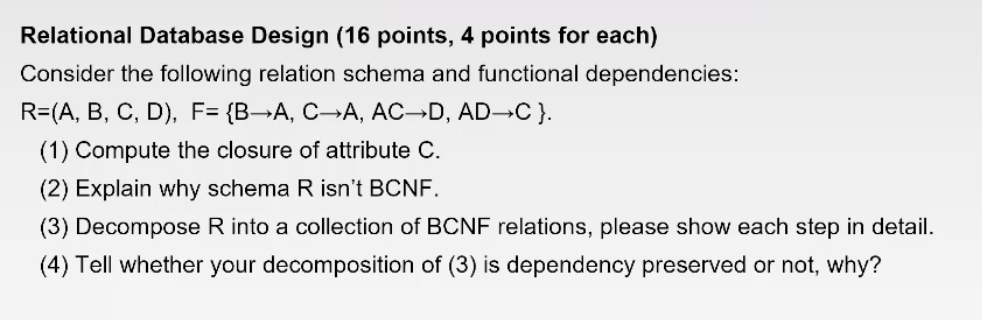 Relational Database Design (16 points, 4 points for each)
Consider the following relation schema and functional dependencies:
R=(A, B, C, D), F= {B→A, C→A, AC→D, AD→C }.
(1) Compute the closure of attribute C.
(2) Explain why schema R isn't BCNF.
(3) Decompose R into a collection of BCNF relations, please show each step in detail.
(4) Tell whether your decomposition of (3) is dependency preserved or not, why?